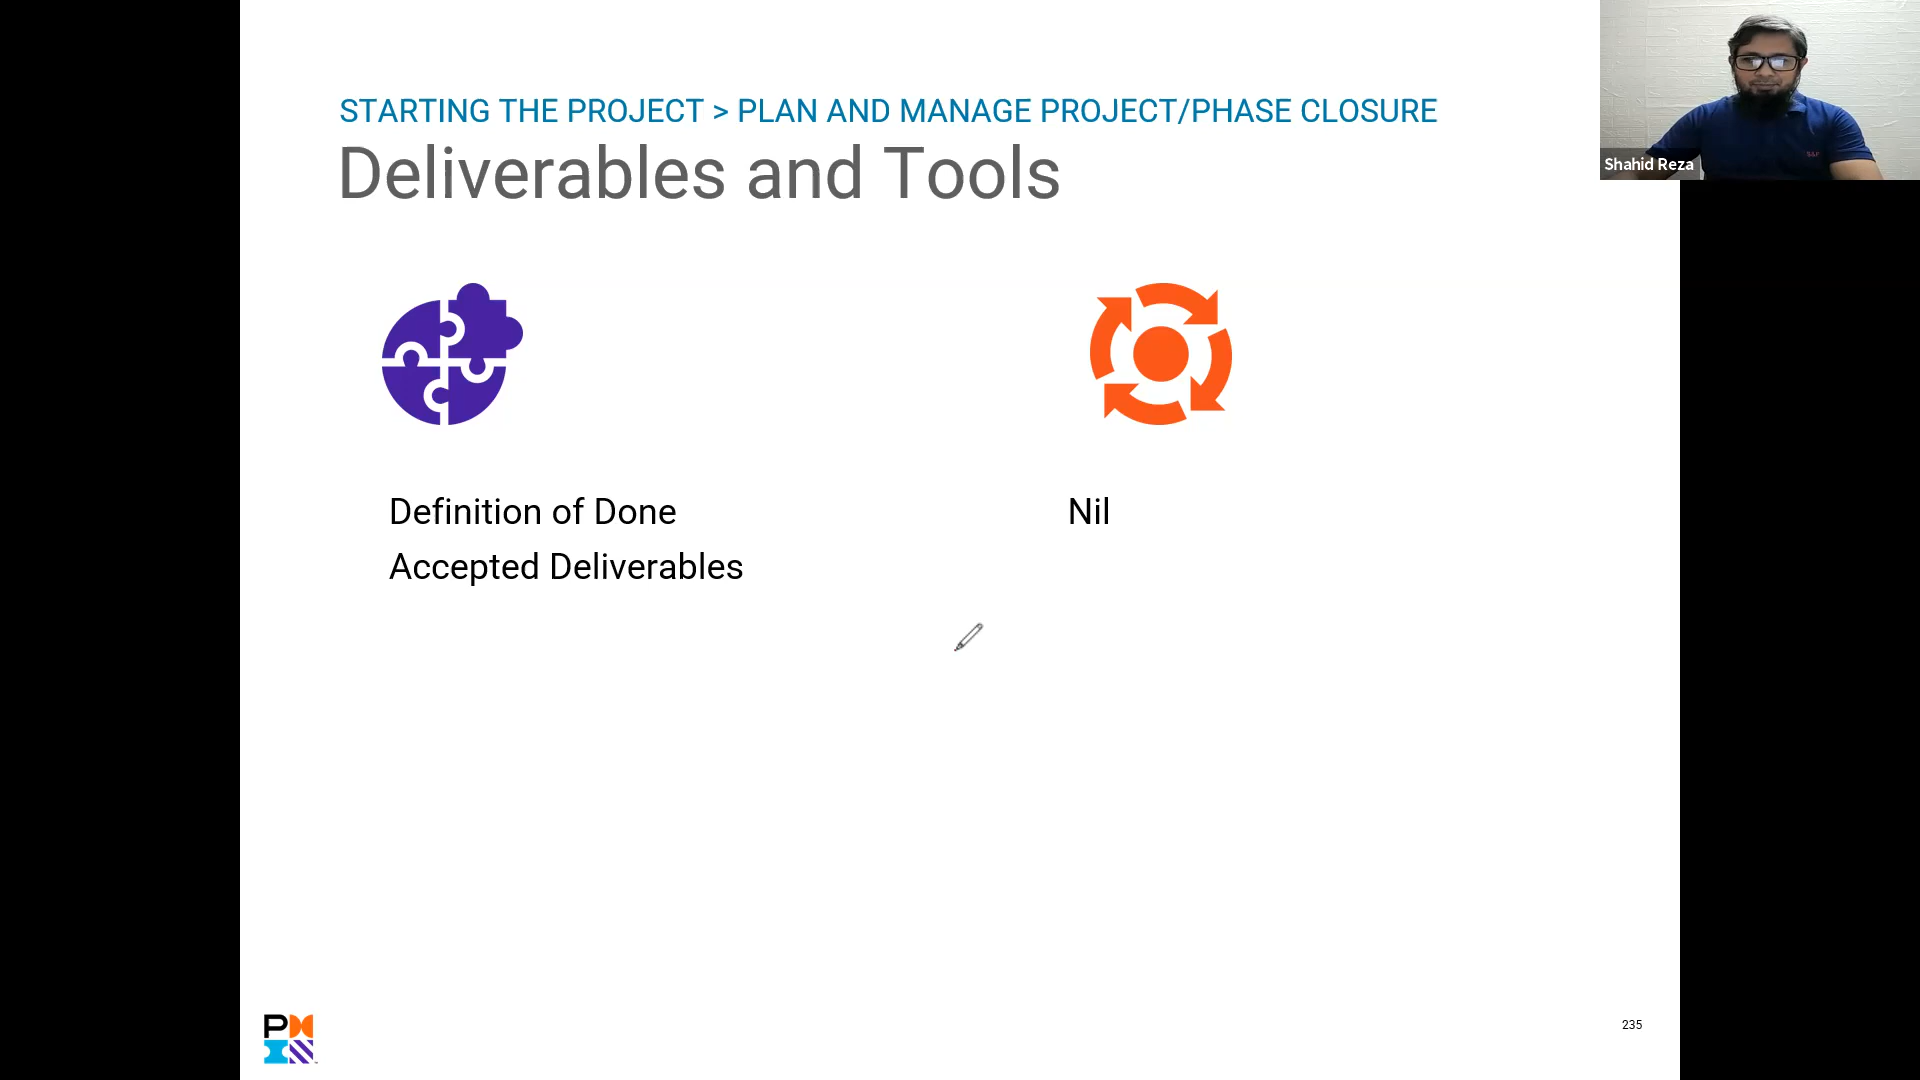 STARTING THE PROJECT > PLAN AND MANAGE PROJECT/PHASE CLOSURE
Deliverables and Tools
Shahid Reza
Definition of Done
Accepted Deliverables
Nil
235